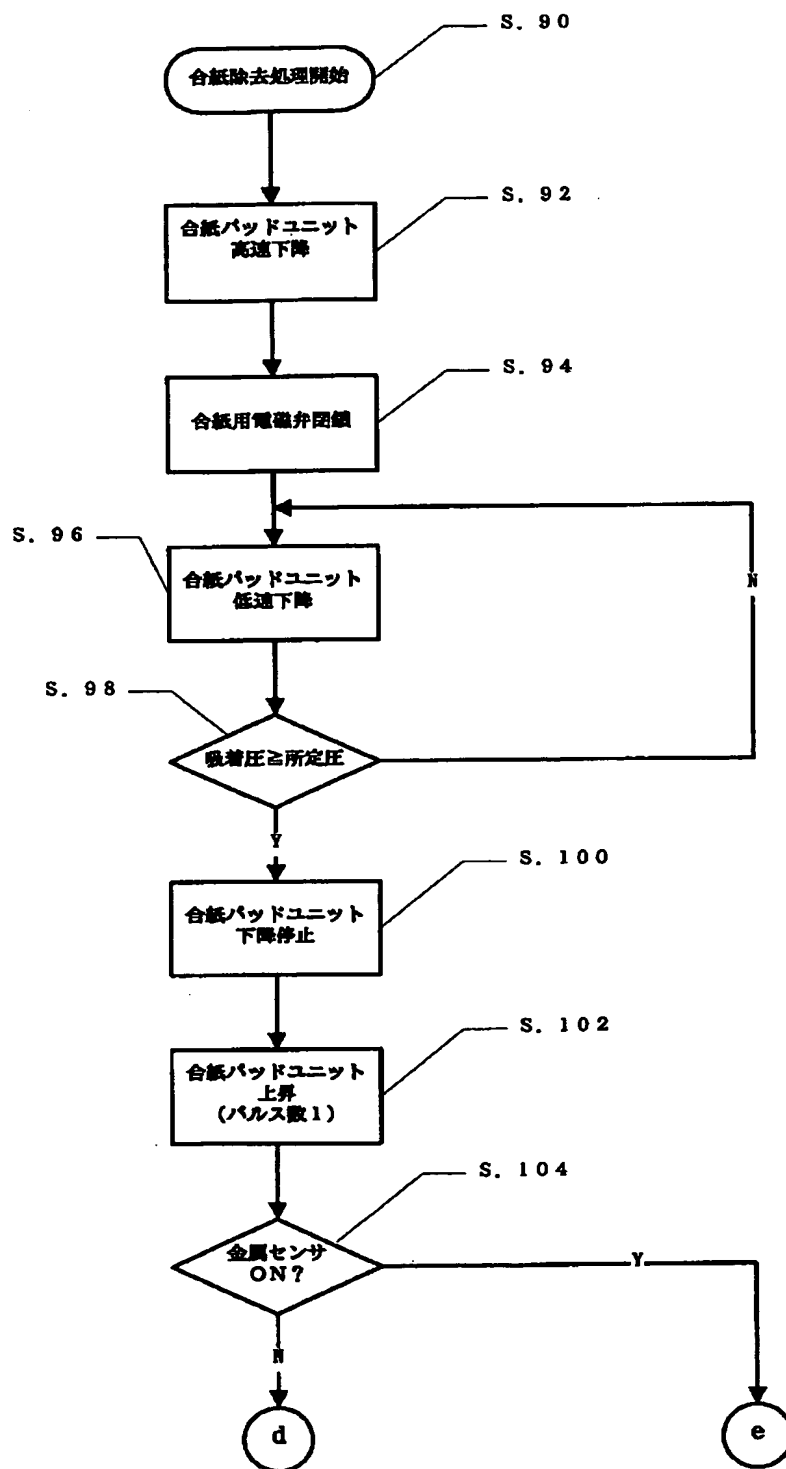 S. 90
合紙除去処理開始
S. 92
合紙パッドユニット
高速下降
S. 94
合紙用電磁弁閉鎖
S. 96
合紙パッドユニット
低速下降
N
S. 98
吸着圧≧所定圧
Y
S. 100
合紙パッドユニット
下降停止
S. 102
合紙パッドユニット
上昇
(パルス数1)
S. 104
金属センサ
ON?
Y
N
d
e